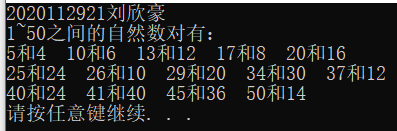 2020112921刘欣豪
1~50之间的自然数对有：
5和4 10和6 13和12 17和8 20和16
25和24 26和10 29和20 34和30 37和12
40和24 41和40 45和36 50和14
请按任意键继续. . .